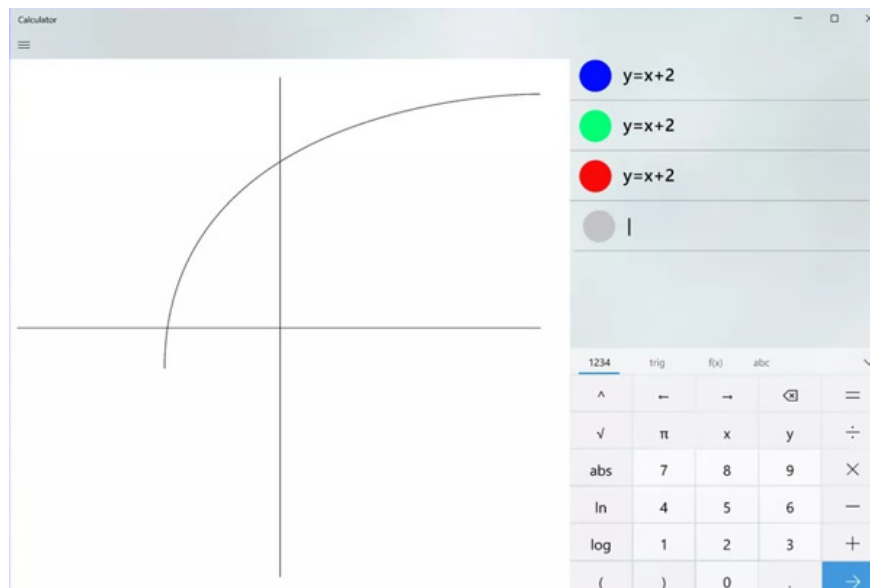 Calculator
y=x+2
y=x+2
y=x+2
1234 trig f(x) abc
^ ← →  =
√ π x y ÷
abs 7 8 9 ×
ln 4 5 6 −
log 1 2 3 +
( ) 0 .